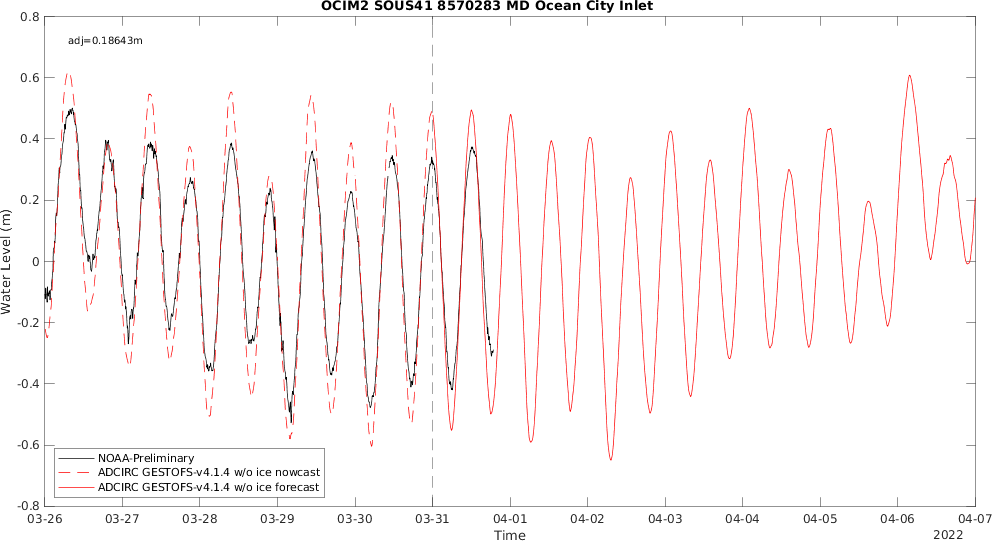 OCIM2 SOUS41 8570283 MD Ocean City Inlet
adj=0.18643m
0.8
0.6
0.4
0.2
0
-0.2
-0.4
-0.6
-0.8
Water Level (m)
NOAA-Preliminary
ADCIRC GESTOFS-v4.1.4 w/o ice nowcast
ADCIRC GESTOFS-v4.1.4 w/o ice forecast
03-26 03-27 03-28 03-29 03-30 03-31 04-01 04-02 04-03 04-04 04-05 04-06 04-07
Time
2022